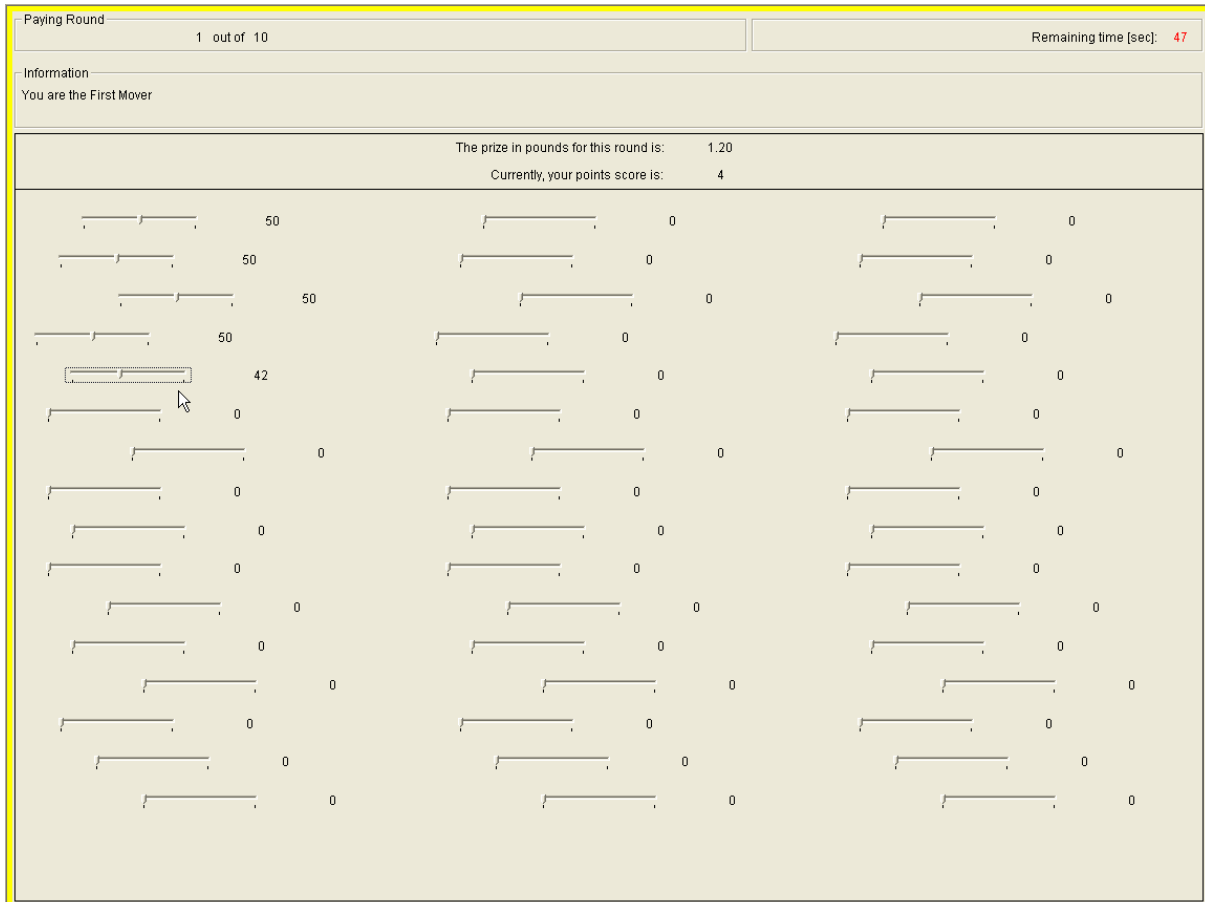 Paying Round
1 out of 10
Remaining time [sec]: 47
Information
You are the First Mover
The prize in pounds for this round is: 1.20
Currently, your points score is: 4
50 0 0
50 0 0
50 0 0
50 0 0
42 0 0
0 0 0
0 0 0
0 0 0
0 0 0
0 0 0
0 0 0
0 0 0
0 0 0
0 0 0
0 0 0
0 0 0